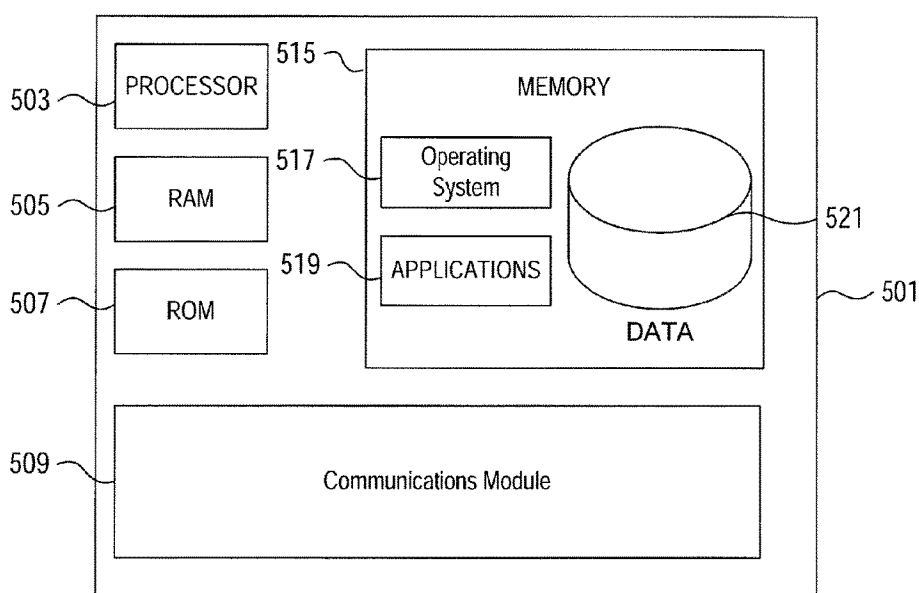 515
PROCESSOR
MEMORY
503
517
Operating
System
RAM
505
521
519
APPLICATIONS
501
507
ROM
DATA
509
Communications Module